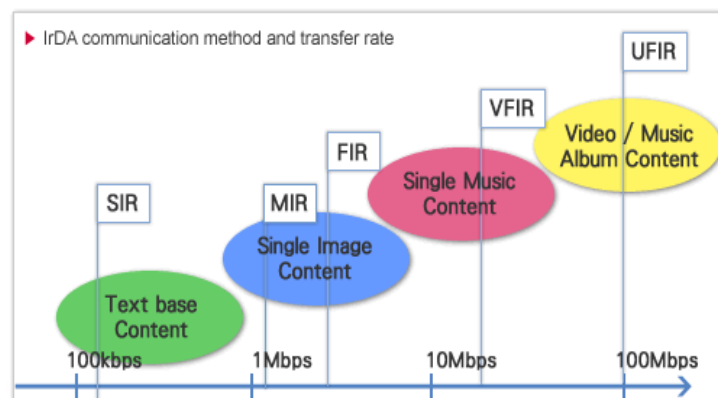 IrDA communication method and transfer rate
UFIR
VFIR
Video / Music
Album Content
FIR
Single Music
Content
SIR
MIR
Single Image
Content
Text base
Content
100kbps
1Mbps
10Mbps
100Mbps